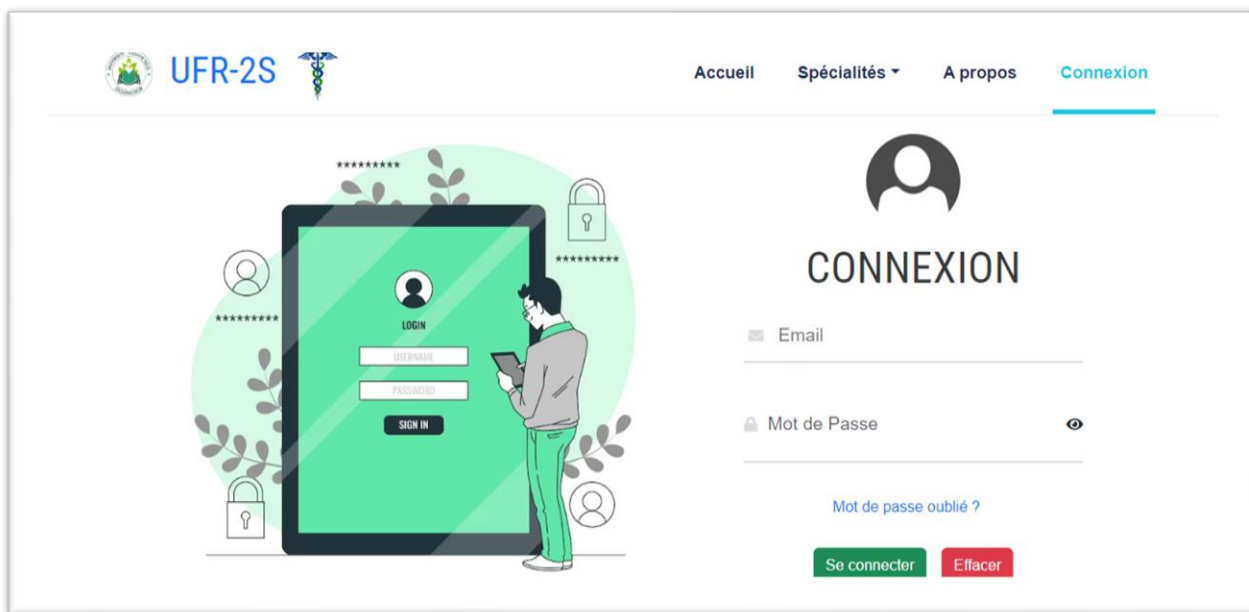 UFR-2S
Accueil Spécialités A propos Connexion
*********
*********
*********
LOGIN
USERNAME
PASSWORD
SIGN IN
CONNEXION
Email
Mot de Passe
Mot de passe oublié ?
Se connecter Effacer